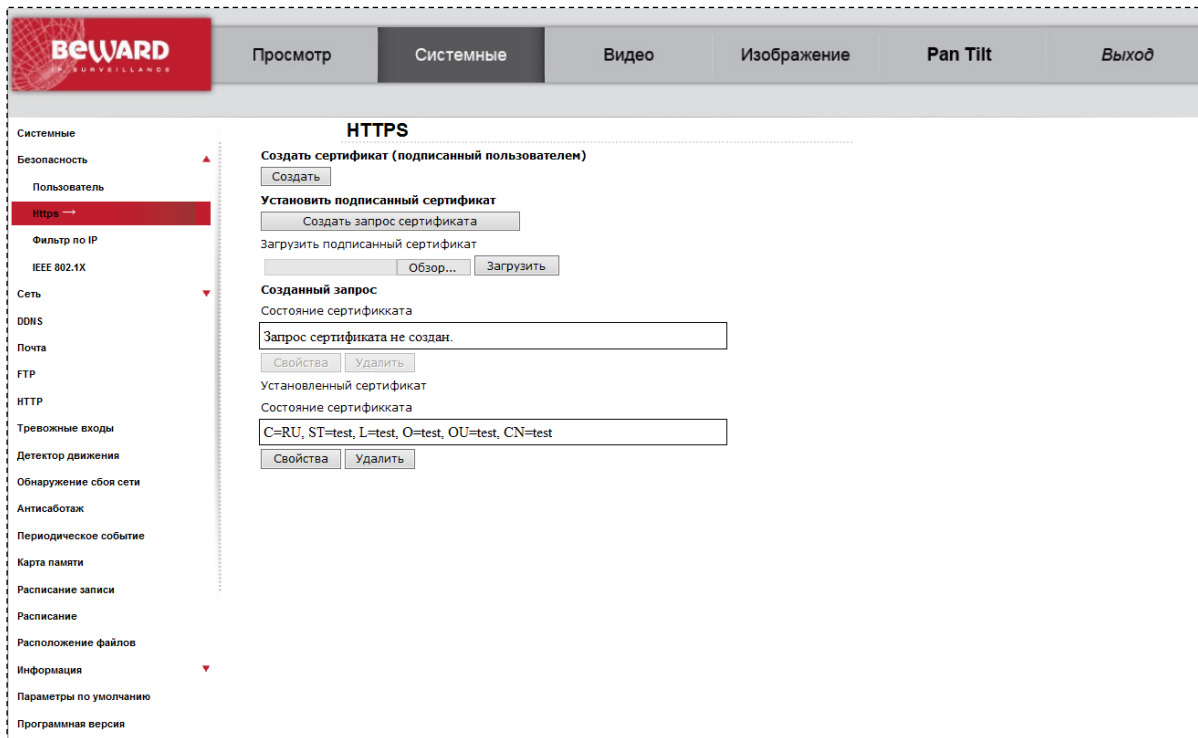 BEWARD
IP SURVEILLANCE
Просмотр
Системные
Видео
Изображение
Pan Tilt
Выход
Системные
Безопасность
Пользователь
Https →
Фильтр по IP
IEEE 802.1X
Сеть
DDNS
Почта
FTP
HTTP
Тревожные входы
Детектор движения
Обнаружение сбоя сети
Антисаботаж
Периодическое событие
Карта памяти
Расписание записи
Расписание
Расположение файлов
Информация
Параметры по умолчанию
Программная версия
HTTPS
Создать сертификат (подписанный пользователем)
Создать
Установить подписанный сертификат
Создать запрос сертификата
Загрузить подписанный сертификат
Обзор... Загрузить
Созданный запрос
Состояние сертификката
Запрос сертификата не создан.
Свойства Удалить
Установленный сертификат
Состояние сертификката
C=RU, ST=test, L=test, O=test, OU=test, CN=test
Свойства Удалить